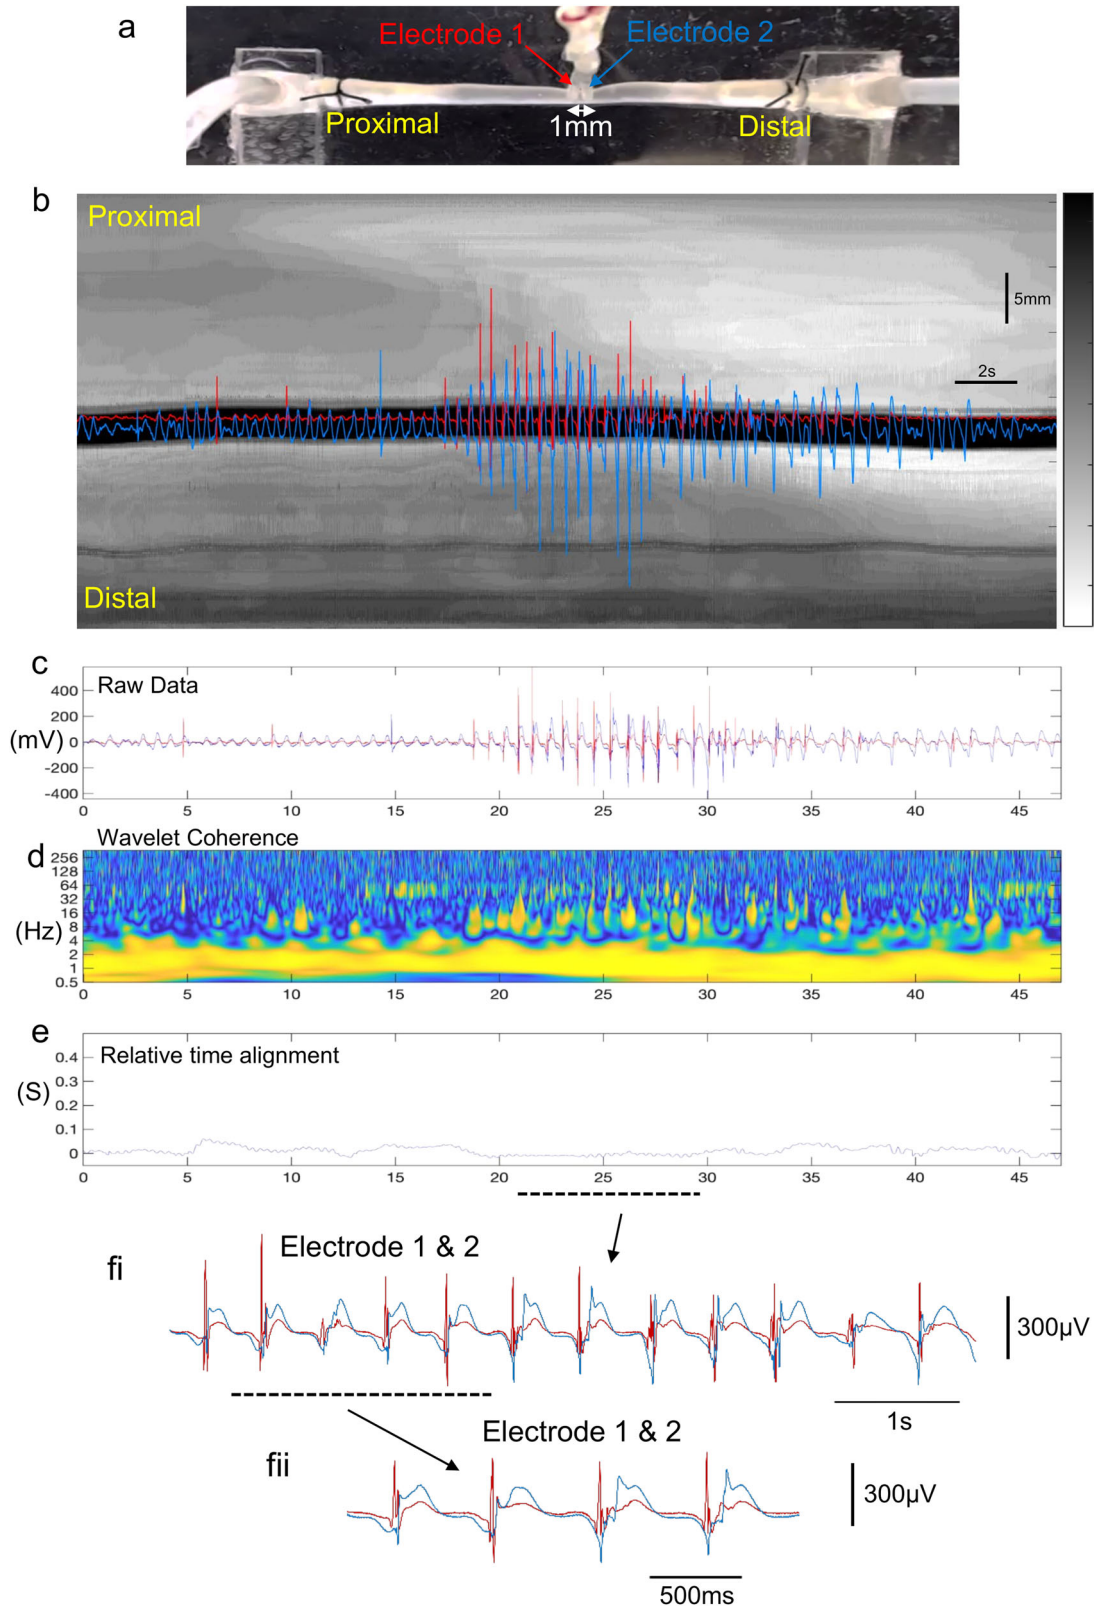 a
Electrode 1
Electrode 2
Proximal
1mm
Distal
b
Proximal
5mm
2s
Distal
c
Raw Data
(mV)
400
200
0
-200
-400
0 5 10 15 20 25 30 35 40 45
Wavelet Coherence
d
(Hz)
256
128
64
32
16
8
4
2
1
0.5
0 5 10 15 20 25 30 35 40 45
e
Relative time alignment
(S)
0.4
0.3
0.2
0.1
0
0 5 10 15 20 25 30 35 40 45
fi
Electrode 1 & 2
300µV
1s
Electrode 1 & 2
fii
300µV
500ms